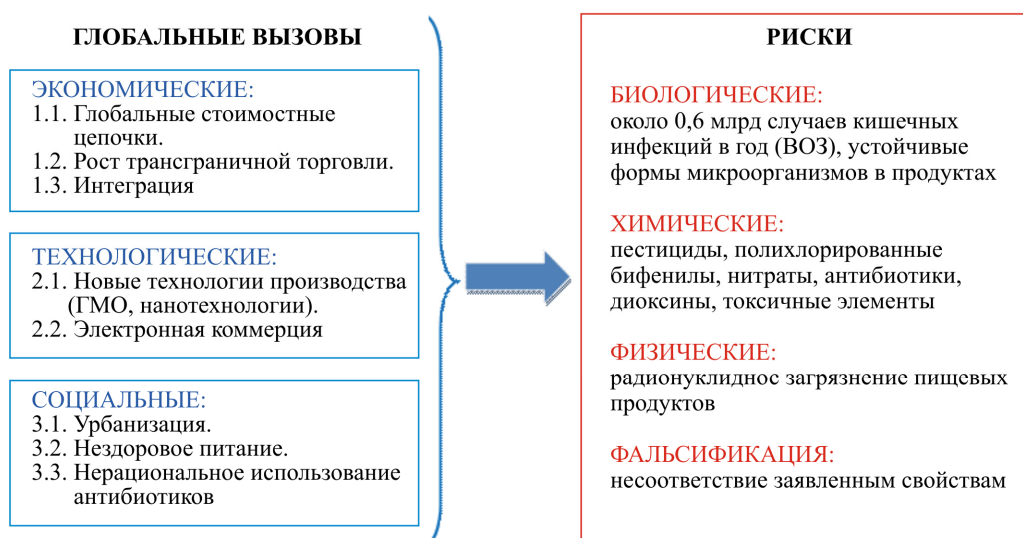 ГЛОБАЛЬНЫЕ ВЫЗОВЫ
ЭКОНОМИЧЕСКИЕ:
1.1. Глобальные стоимостные
цепочки.
1.2. Рост трансграничной торговли.
1.3. Интеграция
ТЕХНОЛОГИЧЕСКИЕ:
2.1. Новые технологии производства
(ГМО, нанотехнологии).
2.2. Электронная коммерция
СОЦИАЛЬНЫЕ:
3.1. Урбанизация.
3.2. Нездоровое питание.
3.3. Нерациональное использование
антибиотиков
РИСКИ
БИОЛОГИЧЕСКИЕ:
около 0,6 млрд случаев кишечных
инфекций в год (ВОЗ), устойчивые
формы микроорганизмов в продуктах
ХИМИЧЕСКИЕ:
пестициды, полихлорированные
бифенилы, нитраты, антибиотики,
диоксины, токсичные элементы
ФИЗИЧЕСКИЕ:
радионуклидное загрязнение пищевых
продуктов
ФАЛЬСИФИКАЦИЯ:
несоответствие заявленным свойствам